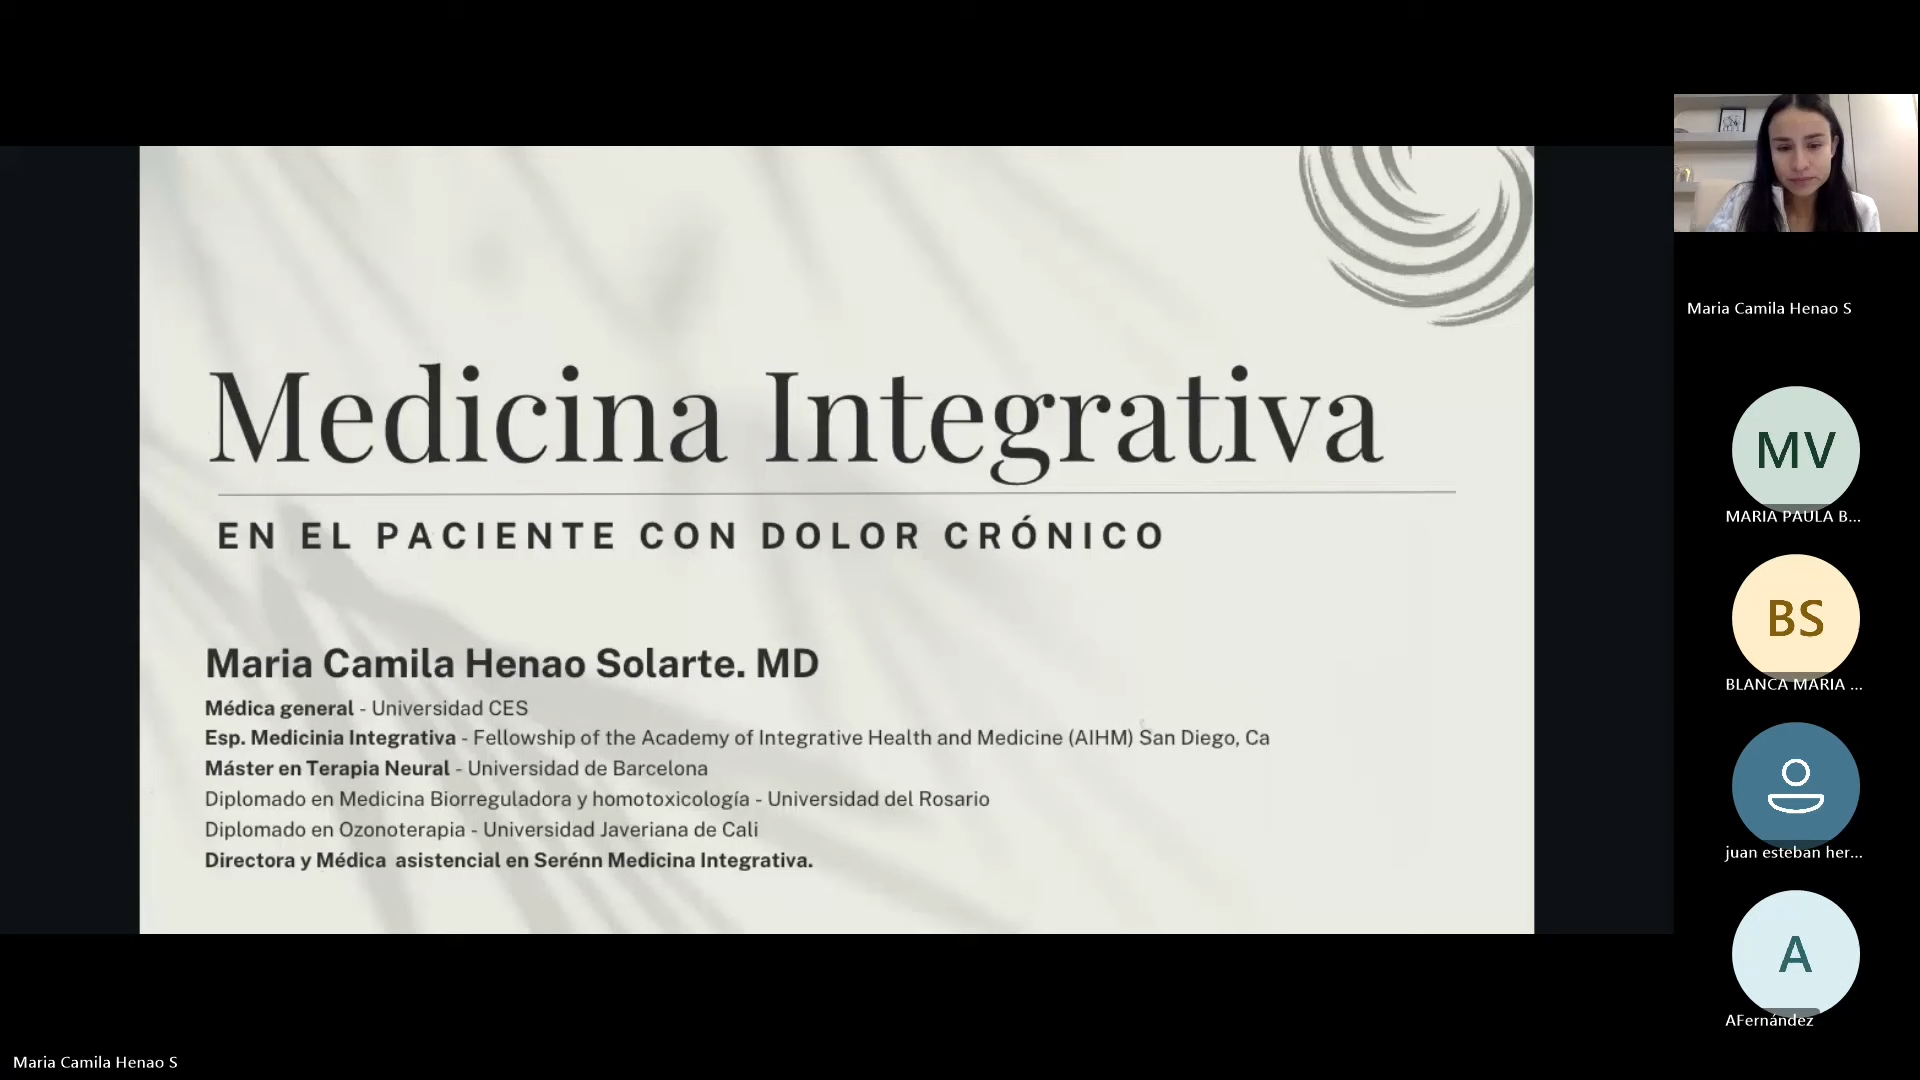 Medicina Integrativa
EN EL PACIENTE CON DOLOR CRÓNICO
Maria Camila Henao Solarte. MD
Médica general - Universidad CES
Esp. Medicinia Integrativa - Fellowship of the Academy of Integrative Health and Medicine (AIHM) San Diego, Ca
Máster en Terapia Neural - Universidad de Barcelona
Diplomado en Medicina Biorreguladora y homotoxicología - Universidad del Rosario
Diplomado en Ozonoterapia - Universidad Javeriana de Cali
Directora y Médica asistencial en Serénn Medicina Integrativa.
Maria Camila Henao S
MV
MARIA PAULA B...
BS
BLANCA MARIA ...
juan esteban her...
A
AFernández
Maria Camila Henao S